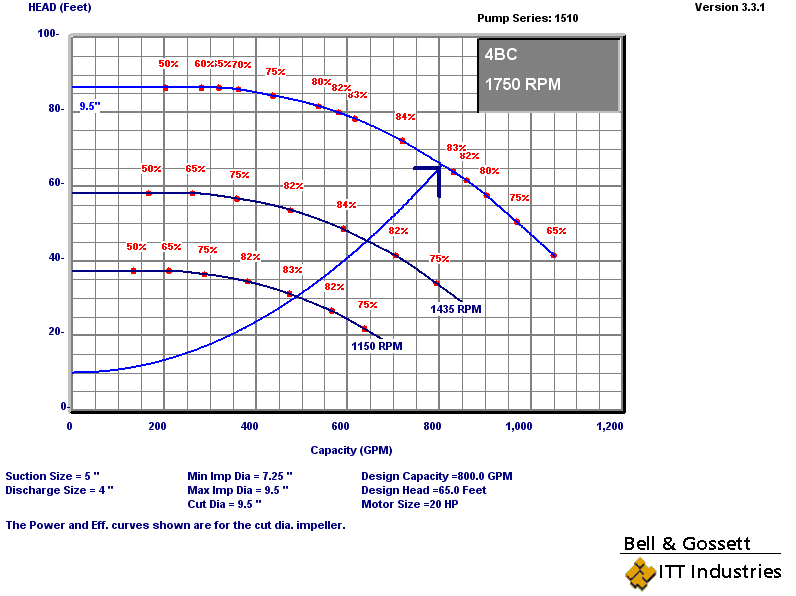 HEAD (Feet)
Version 3.3.1
Pump Series: 1510
100-
4BC
1750 RPM
50% 60% 65% 70%
75%
80% 82%
83%
9.5"
80-
84%
83%
82%
50% 65% 75% 80%
82%
60-
84%
75%
82% 65%
50% 65% 75%
82% 75%
40-
83%
82%
75%
1435 RPM
20-
1150 RPM
0-
0 200 400 600 800 1,000 1,200
Capacity (GPM)
Suction Size = 5 " Min Imp Dia = 7.25 " Design Capacity =800.0 GPM
Discharge Size = 4 " Max Imp Dia = 9.5 " Design Head =65.0 Feet
Cut Dia = 9.5 " Motor Size =20 HP
The Power and Eff. curves shown are for the cut dia. impeller.
Bell & Gossett
ITT Industries